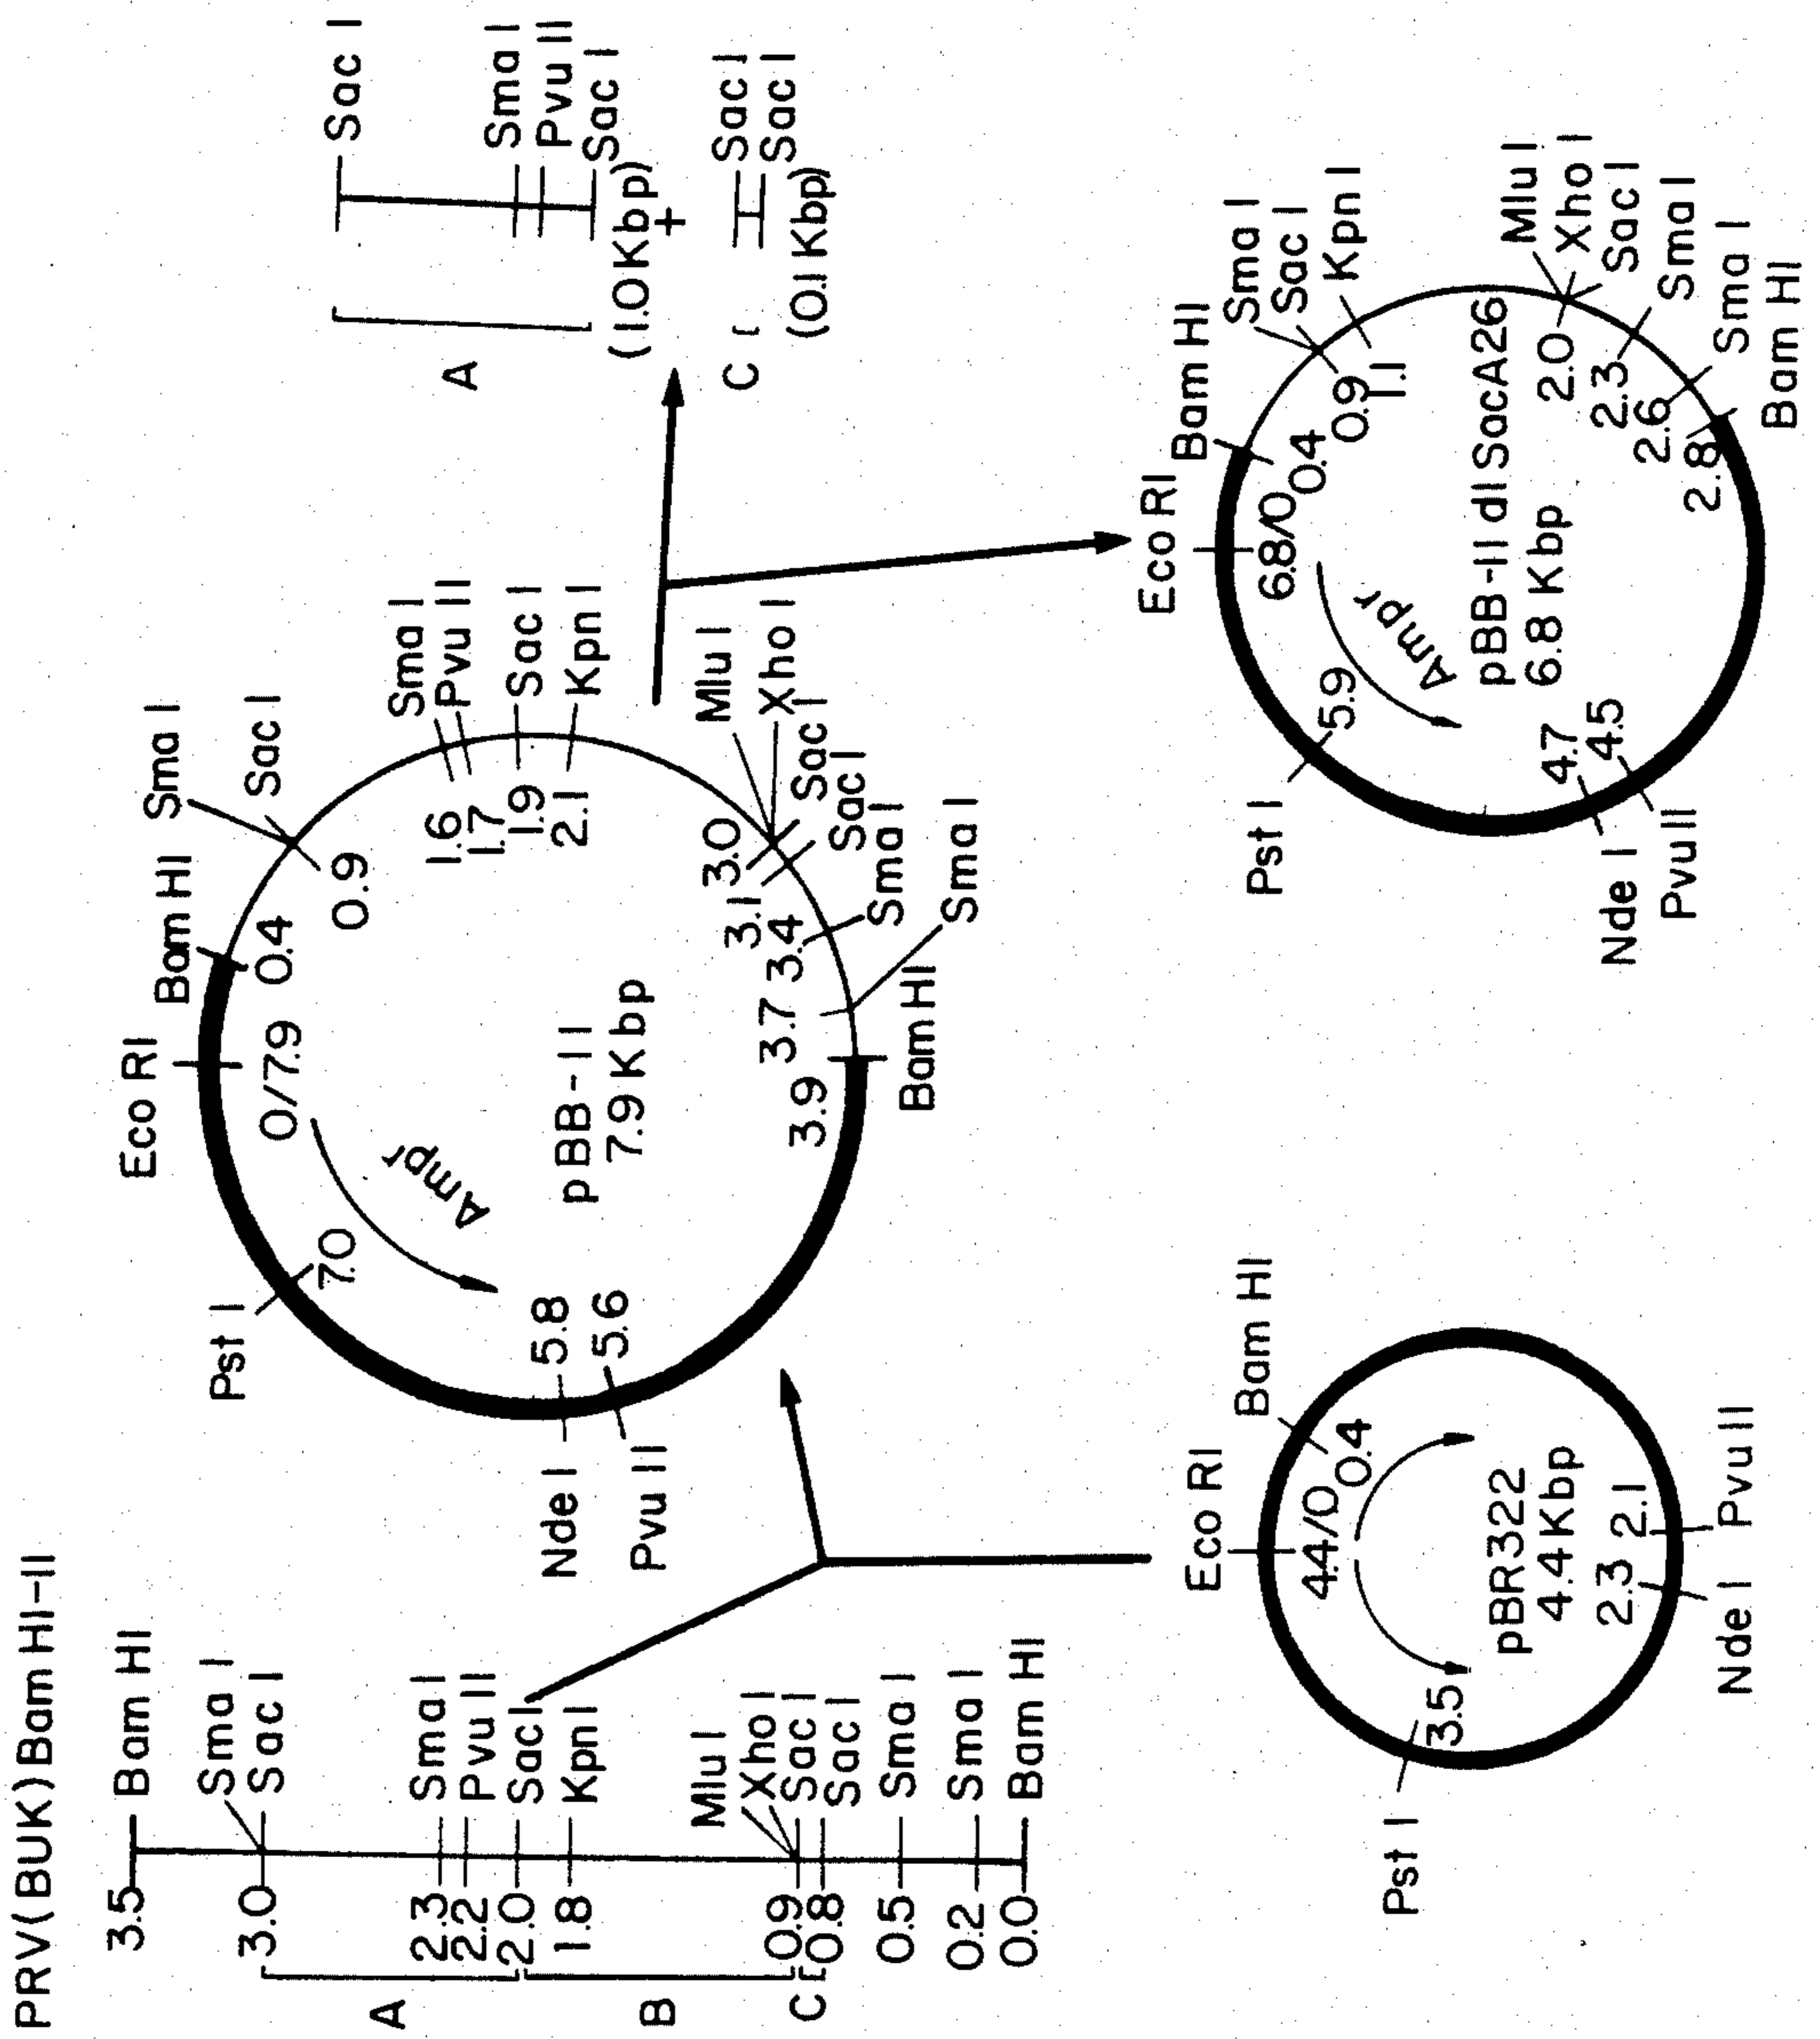 PRV(BUK)Bam HI-II
3.5
Bam HI
Sma I
3.0
Sac I
2.3
Sma I
2.2
Pvu II
2.0
Sac I
1.8
Kpn I
Mlu I
Xho I
0.9
Sac I
0.8
Sac I
0.5
Sma I
0.2
Sma I
0.0
Bam HI
A
B
C
Eco RI
0/7.9
Bam HI
0.4
Sma I
Sac I
0.9
Sma I
1.6
Pvu II
1.7
Sac I
1.9
Kpn I
2.1
Mlu I
Xho I
3.0
Sac I
Sac I
3.1
Sma I
3.4
Sma I
3.7
Bam HI
3.9
Pvu II
5.6
Nde I
5.8
Pst I
7.0
Ampr
pBB-II
7.9 Kbp
Eco RI
4.4/0
Bam HI
0.4
Pvu II
2.1
Nde I
2.3
Pst I
3.5
pBR322
4.4 Kbp
A
Sac I
Sma I
Pvu II
Sac I
(1.0 Kbp)
+
C
Sac I
Sac I
(0.1 Kbp)
Eco RI
6.8/0
Bam HI
0.4
Sma I
Sac I
0.9
Kpn I
1.1
Mlu I
Xho I
Sac I
2.0
Sma I
2.3
Sma I
2.6
Bam HI
2.8
Pvu II
4.5
Nde I
4.7
Pst I
5.9
Ampr
pBB-II dl SacA26
6.8 Kbp